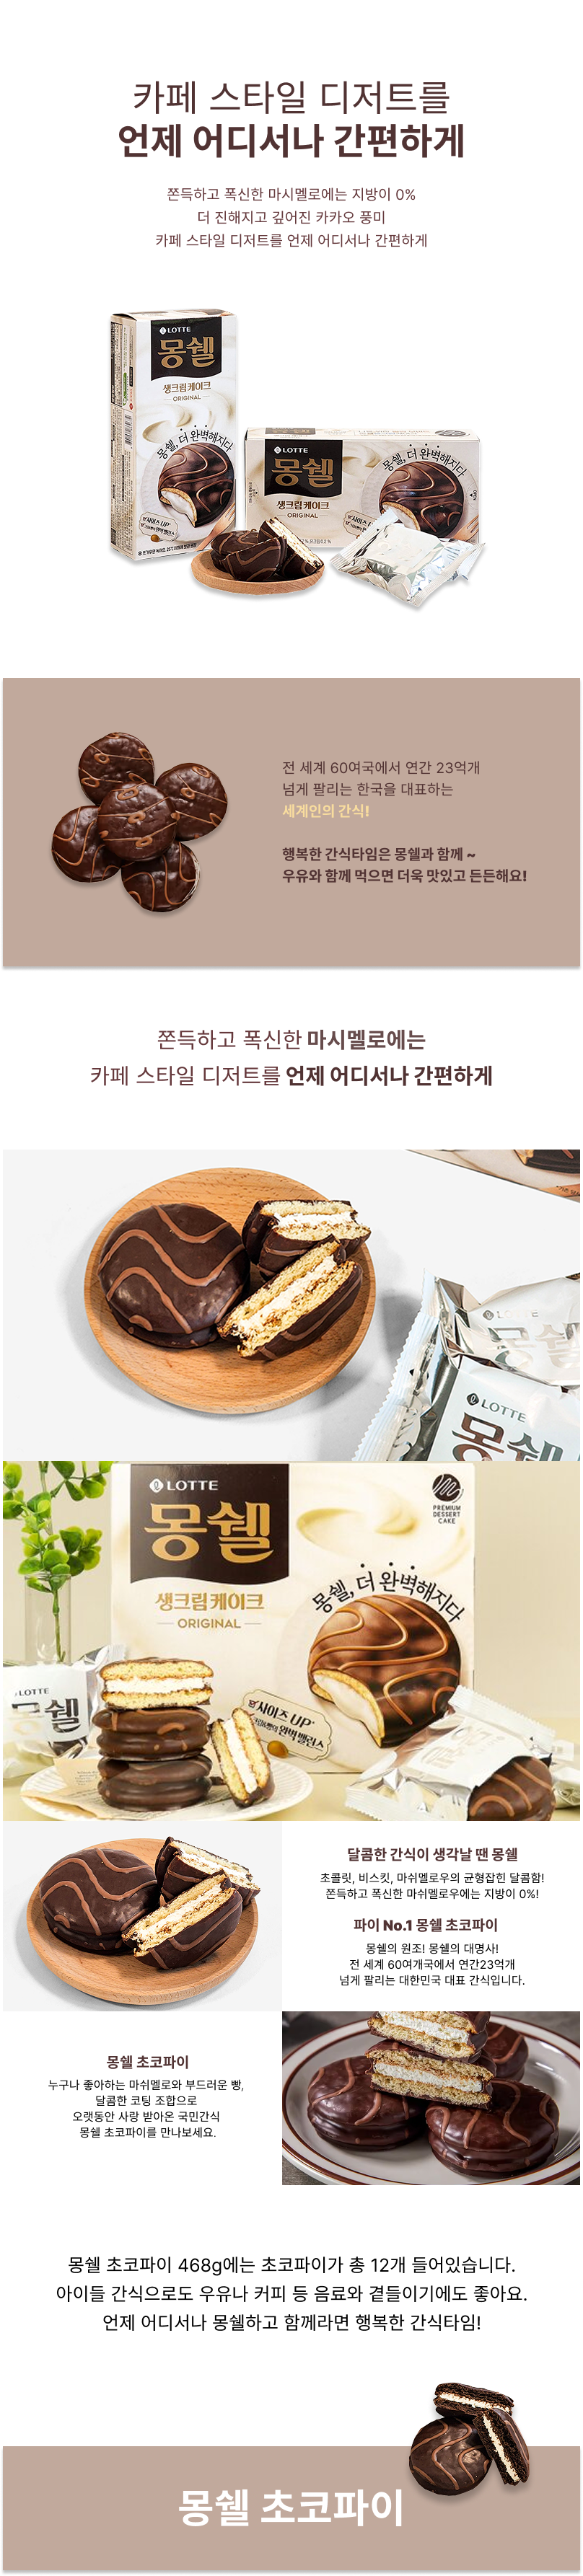 카페 스타일 디저트를
언제 어디서나 간편하게
쫀득하고 폭신한 마시멜로에는 지방이 0%
더 진해지고 깊어진 카카오 풍미
카페 스타일 디저트를 언제 어디서나 간편하게
LOTTE
몽쉘
생크림케이크
ORIGINAL
몽쉘, 더 완벽해지다
사이즈 UP
LOTTE
몽쉘
생크림케이크
ORIGINAL
몽쉘, 더 완벽해지다
전 세계 60여국에서 연간 23억개
넘게 팔리는 한국을 대표하는
세계인의 간식!
행복한 간식타임은 몽쉘과 함께 ~
우유와 함께 먹으면 더욱 맛있고 든든해요!
쫀득하고 폭신한 마시멜로에는
카페 스타일 디저트를 언제 어디서나 간편하게
LOTTE
몽쉘
LOTTE
몽쉘
생크림케이크
ORIGINAL
PREMIUM
DESSERT
CAKE
몽쉘, 더 완벽해지다
사이즈 UP
완벽 밸런스
LOTTE
몽쉘
달콤한 간식이 생각날 땐 몽쉘
초콜릿, 비스킷, 마쉬멜로우의 균형잡힌 달콤함!
쫀득하고 폭신한 마쉬멜로우에는 지방이 0%!
파이 No.1 몽쉘 초코파이
몽쉘의 원조! 몽쉘의 대명사!
전 세계 60여개국에서 연간23억개
넘게 팔리는 대한민국 대표 간식입니다.
몽쉘 초코파이
누구나 좋아하는 마쉬멜로와 부드러운 빵,
달콤한 코팅 조합으로
오랫동안 사랑 받아온 국민간식
몽쉘 초코파이를 만나보세요.
몽쉘 초코파이 468g에는 초코파이가 총 12개 들어있습니다.
아이들 간식으로도 우유나 커피 등 음료와 곁들이기에도 좋아요.
언제 어디서나 몽쉘하고 함께라면 행복한 간식타임!
몽쉘 초코파이